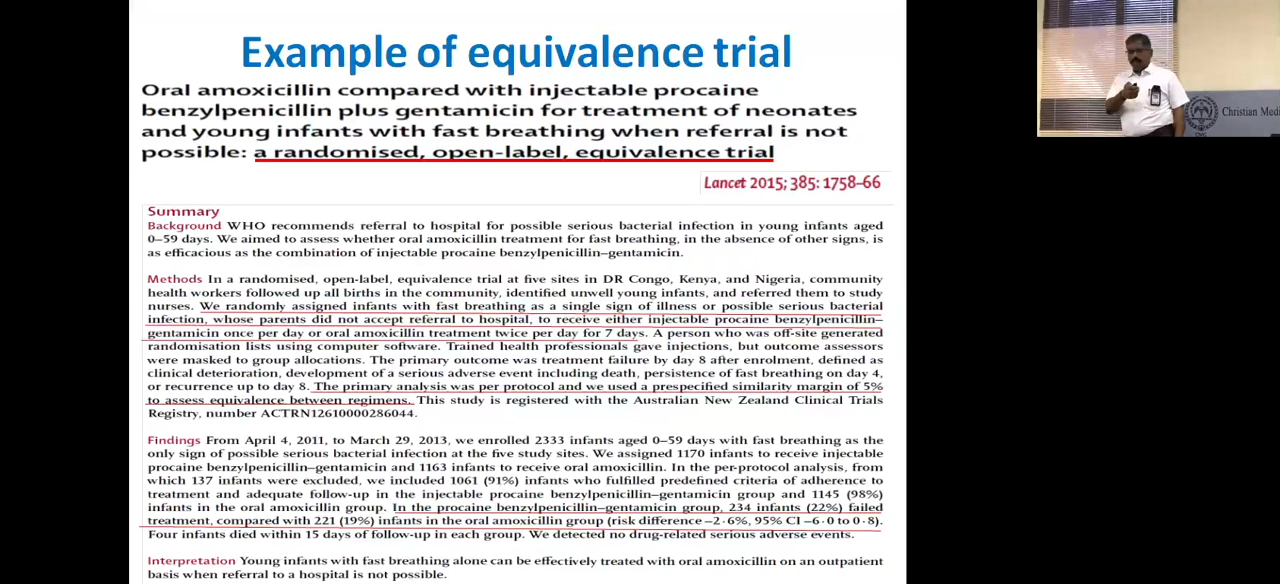 Example of equivalence trial
Oral amoxicillin compared with injectable procaine
benzylpenicillin plus gentamicin for treatment of neonates
and young infants with fast breathing when referral is not
possible: a randomised, open-label, equivalence trial
Lancet 2015; 385: 1758–66
Summary
Background WHO recommends referral to hospital for possible serious bacterial infection in young infants aged
0–59 days. We aimed to assess whether oral amoxicillin treatment for fast breathing, in the absence of other signs, is
as efficacious as the combination of injectable procaine benzylpenicillin–gentamicin.
Methods In a randomised, open-label, equivalence trial at five sites in DR Congo, Kenya, and Nigeria, community
health workers followed up all births in the community, identified unwell young infants, and referred them to study
nurses. We randomly assigned infants with fast breathing as a single sign of illness or possible serious bacterial
infection, whose parents did not accept referral to hospital, to receive either injectable procaine benzylpenicillin–
gentamicin once per day or oral amoxicillin treatment twice per day for 7 days. A person who was off-site generated
randomisation lists using computer software. Trained health professionals gave injections, but outcome assessors
were masked to group allocations. The primary outcome was treatment failure by day 8 after enrolment, defined as
clinical deterioration, development of a serious adverse event including death, persistence of fast breathing on day 4,
or recurrence up to day 8. The primary analysis was per protocol and we used a prespecified similarity margin of 5%
to assess equivalence between regimens. This study is registered with the Australian New Zealand Clinical Trials
Registry, number ACTRN12610000286044.
Findings From April 4, 2011, to March 29, 2013, we enrolled 2333 infants aged 0–59 days with fast breathing as the
only sign of possible serious bacterial infection at the five study sites. We assigned 1170 infants to receive injectable
procaine benzylpenicillin–gentamicin and 1163 infants to receive oral amoxicillin. In the per-protocol analysis, from
which 137 infants were excluded, we included 1061 (91%) infants who fulfilled predefined criteria of adherence to
treatment and adequate follow-up in the injectable procaine benzylpenicillin–gentamicin group and 1145 (98%)
infants in the oral amoxicillin group. In the procaine benzylpenicillin–gentamicin group, 234 infants (22%) failed
treatment, compared with 221 (19%) infants in the oral amoxicillin group (risk difference –2·6%, 95% CI –6·0 to 0·8).
Four infants died within 15 days of follow-up in each group. We detected no drug-related serious adverse events.
Interpretation Young infants with fast breathing alone can be effectively treated with oral amoxicillin on an outpatient
basis when referral to a hospital is not possible.
Christian Medi